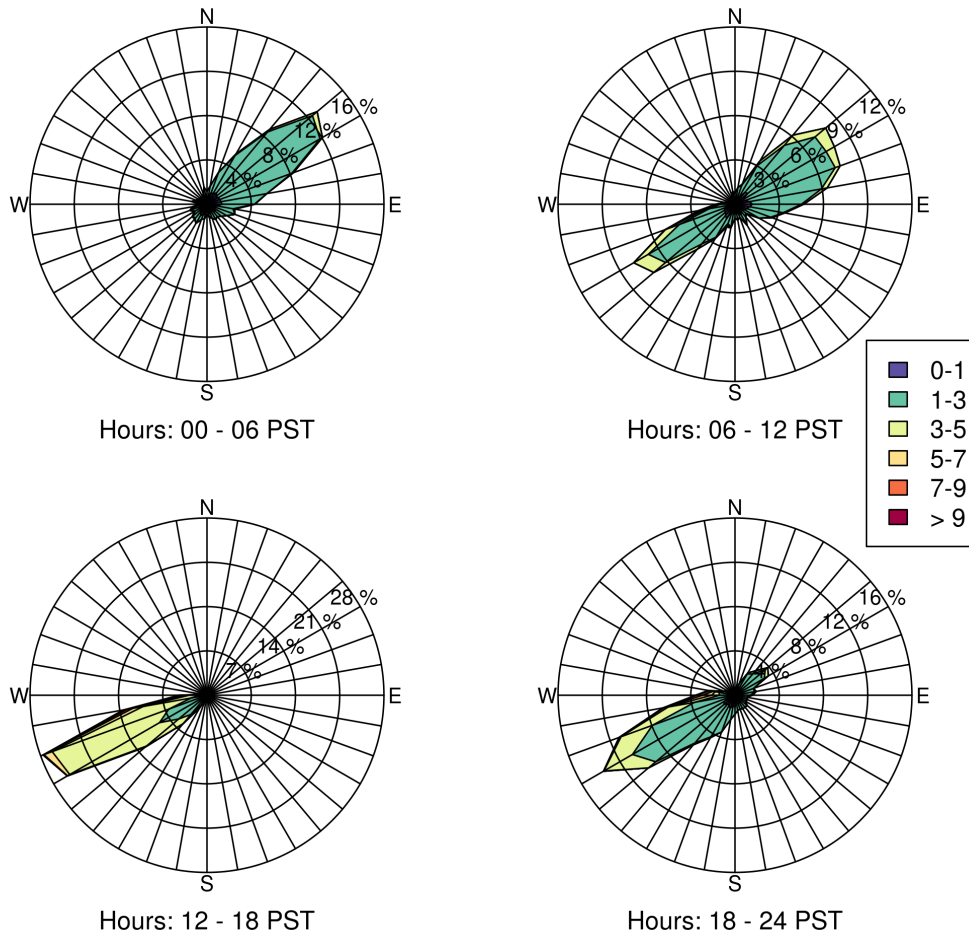 N
16 %
12 %
8 %
4 %
W
E
S
Hours: 00 - 06 PST
N
12 %
9 %
6 %
3 %
W
E
S
Hours: 06 - 12 PST
0-1
1-3
3-5
5-7
7-9
> 9
N
28 %
21 %
14 %
7 %
W
E
S
Hours: 12 - 18 PST
N
16 %
12 %
8 %
4 %
W
E
S
Hours: 18 - 24 PST